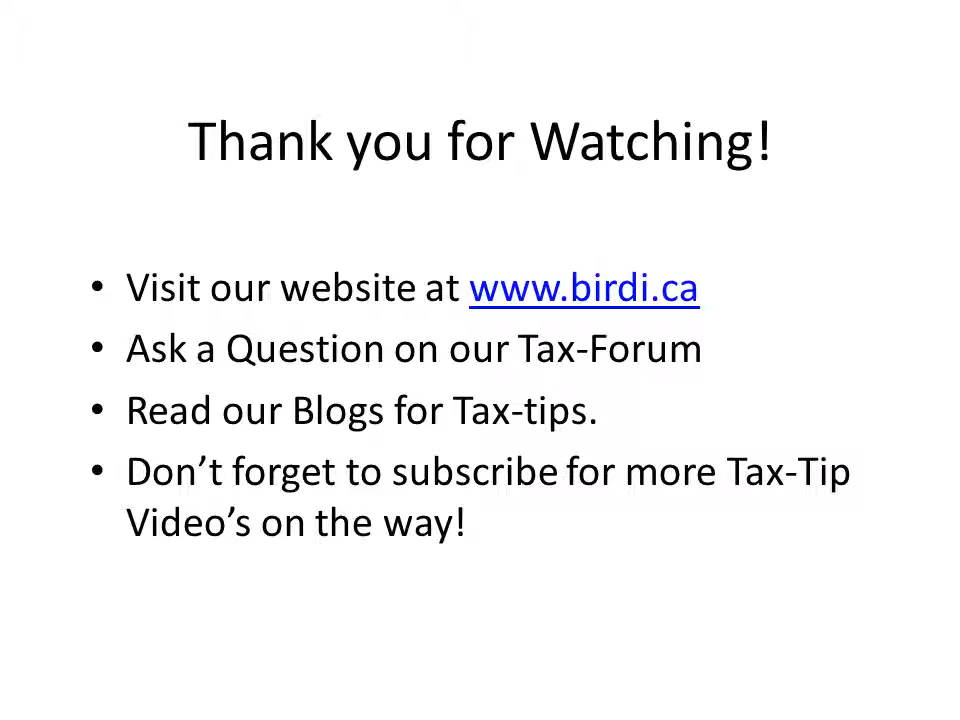 Thank you for Watching!
• Visit our website at www.birdi.ca
• Ask a Question on our Tax-Forum
• Read our Blogs for Tax-tips.
• Don’t forget to subscribe for more Tax-Tip
Video’s on the way!